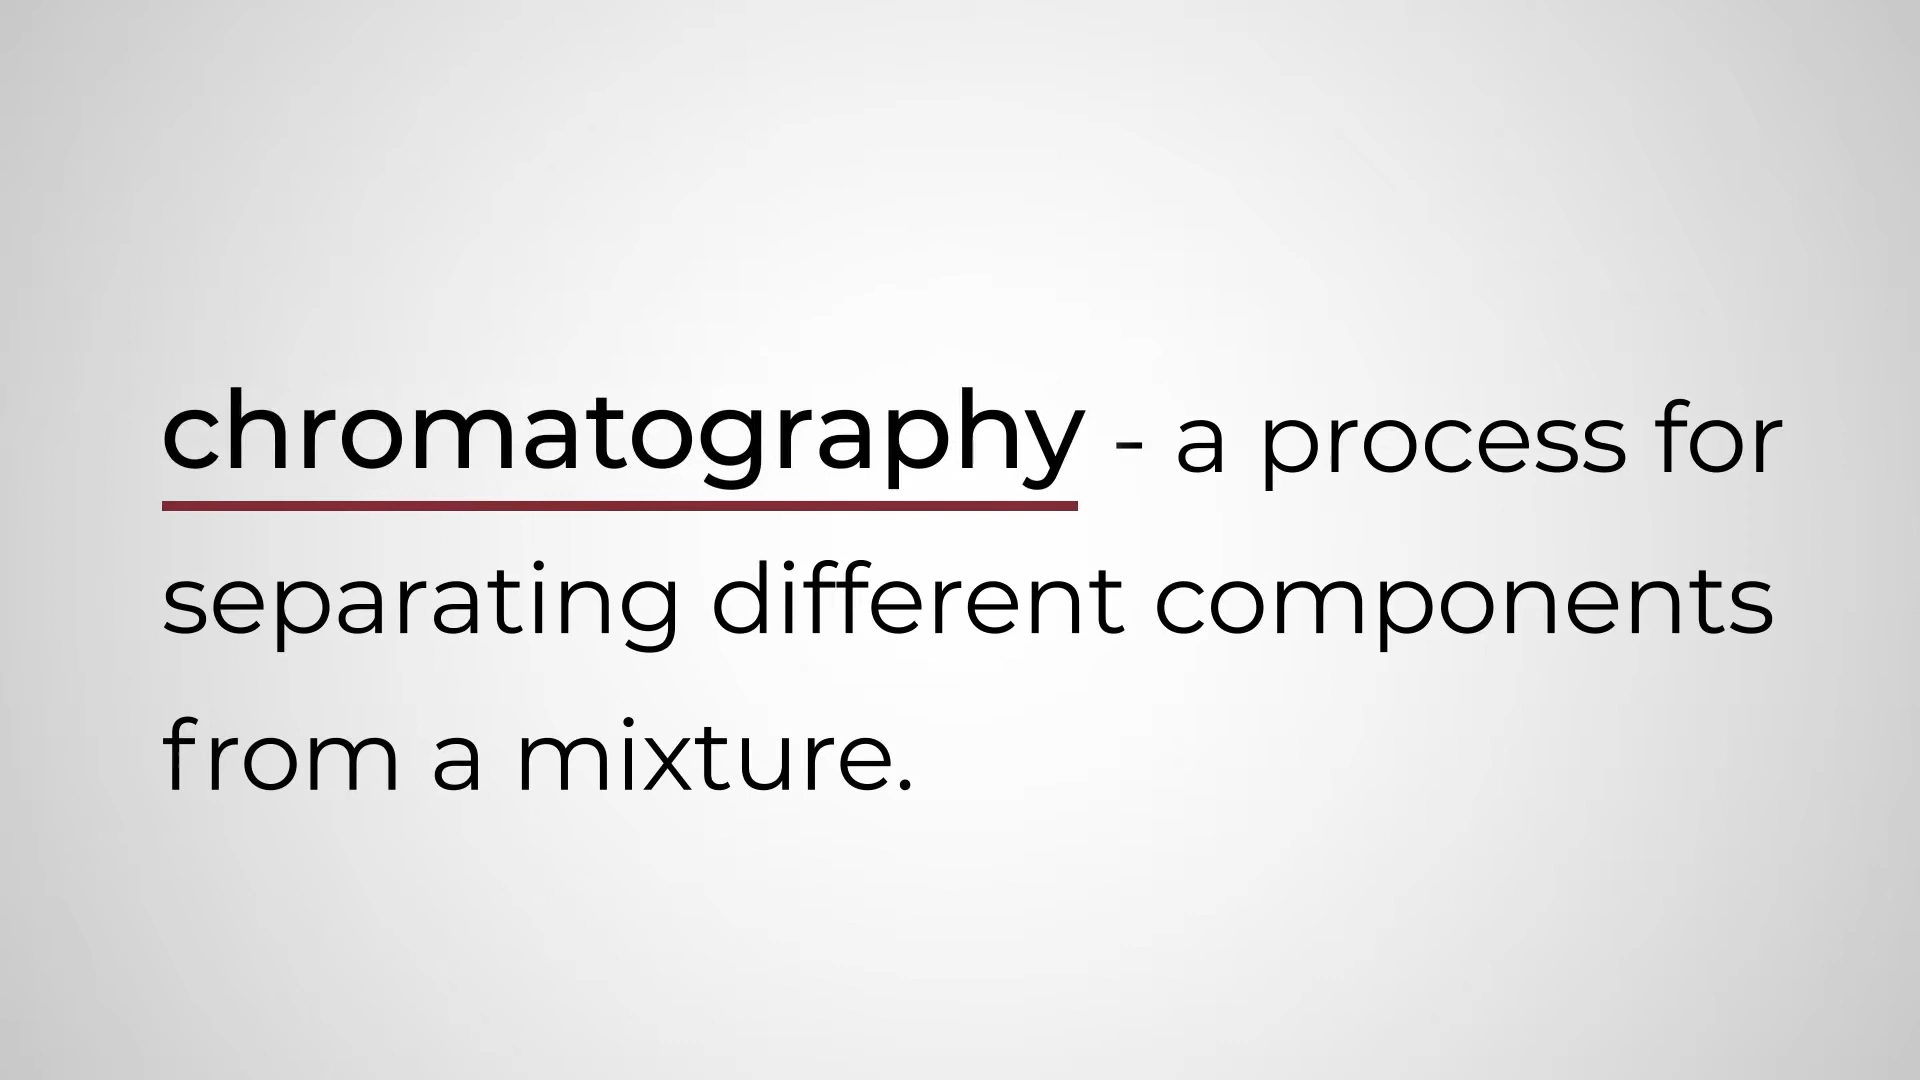 chromatography - a process for
separating different components
from a mixture.